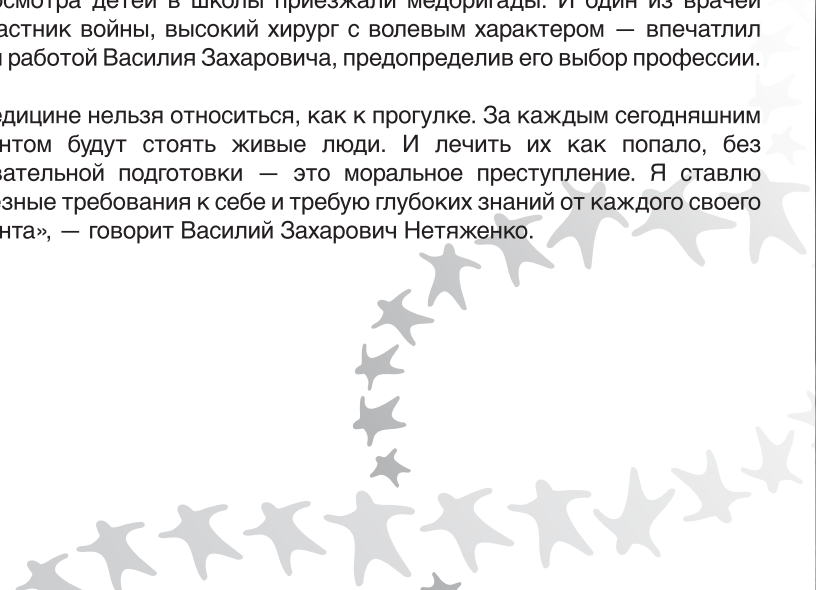 осмотра детей в школы приезжали медбригады. И один из врачей
астник войны, высокий хирург с волевым характером — впечатлил
работой Василия Захаровича, предопределив его выбор профессии.
едицине нельзя относиться, как к прогулке. За каждым сегодняшним
нтом будут стоять живые люди. И лечить их как попало, без
вательной подготовки — это моральное преступление. Я ставлю
езные требования к себе и требую глубоких знаний от каждого своего
нта», — говорит Василий Захарович Нетяженко.